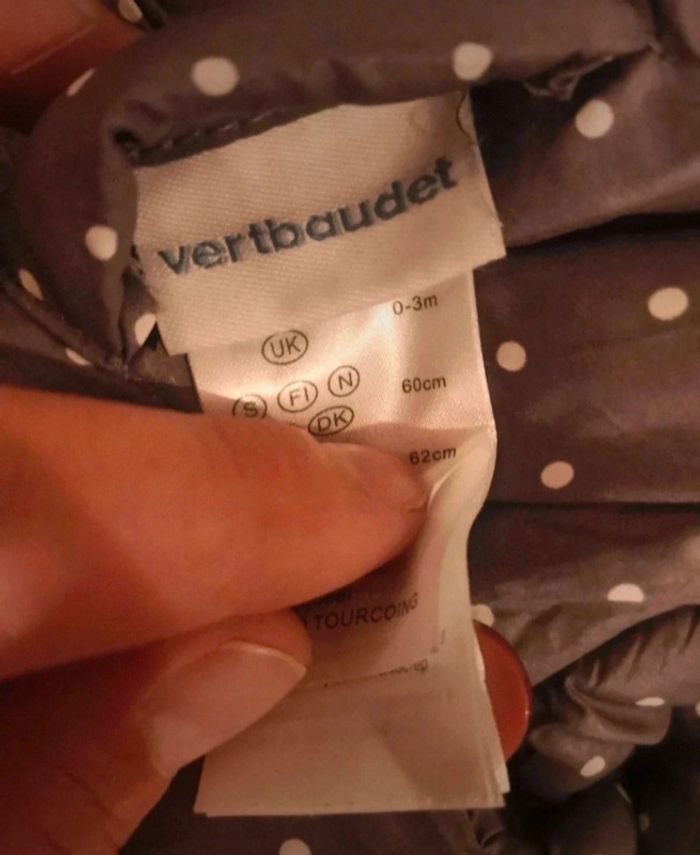 vertbaudet
0-3m
UK
S FI N 60cm
DK
62cm
TOURCOING